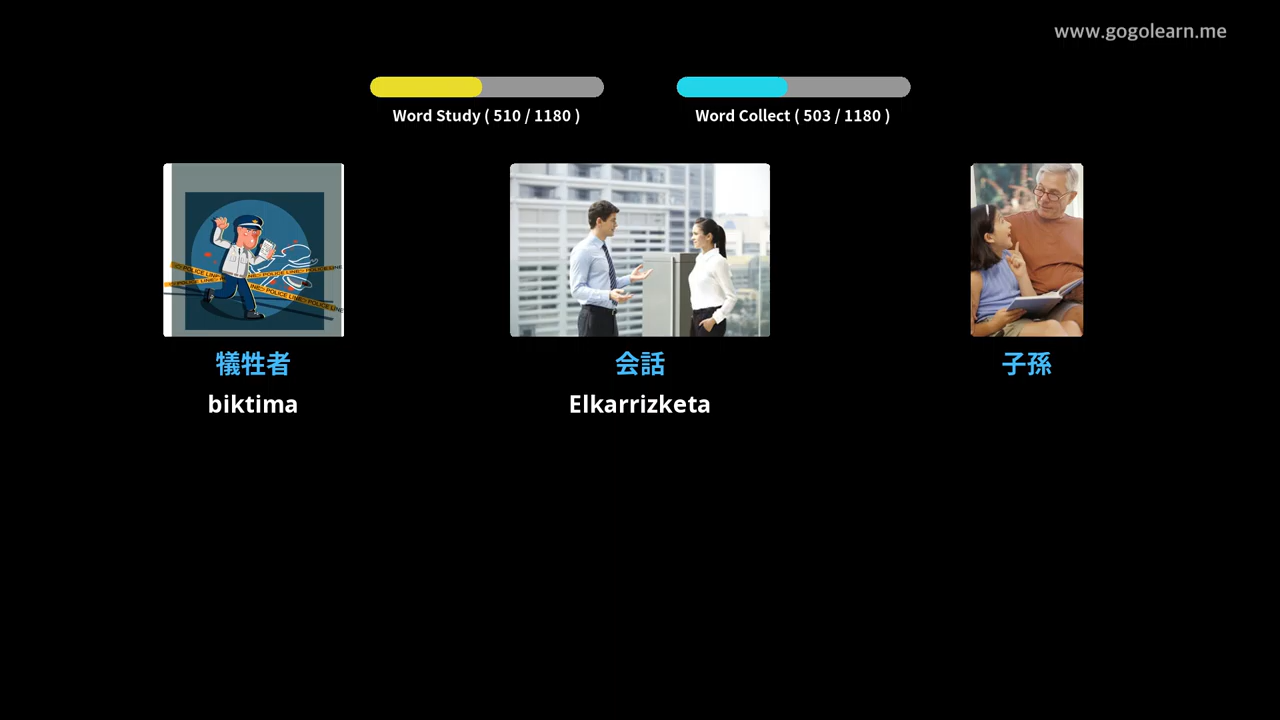 www.gogolearn.me
Word Study ( 510 / 1180 )
Word Collect ( 503 / 1180 )
犠牲者
会話
子孫
biktima
Elkarrizketa